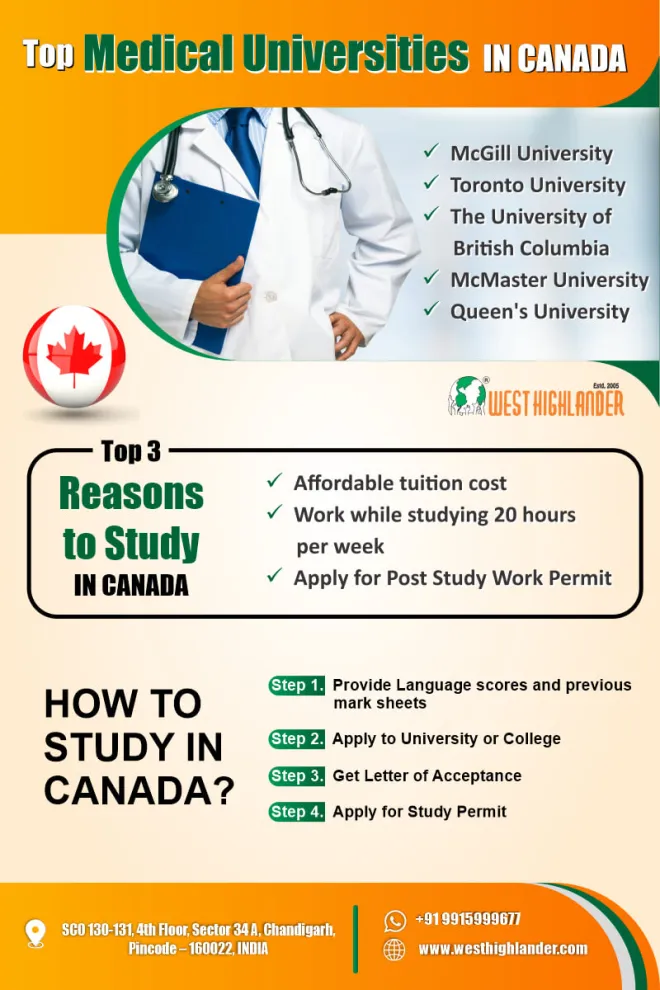 Top Medical Universities IN CANADA
✓ McGill University
✓ Toronto University
✓ The University of
British Columbia
✓ McMaster University
✓ Queen's University
Estd. 2005
® WEST HIGHLANDER
Top 3
Reasons
to Study
IN CANADA
✓ Affordable tuition cost
✓ Work while studying 20 hours
per week
✓ Apply for Post Study Work Permit
HOW TO
STUDY IN
CANADA?
Step 1. Provide Language scores and previous
mark sheets
Step 2. Apply to University or College
Step 3. Get Letter of Acceptance
Step 4. Apply for Study Permit
SCO 130-131, 4th Floor, Sector 34 A, Chandigarh,
Pincode – 160022, INDIA
+91 9915999677
www.westhighlander.com